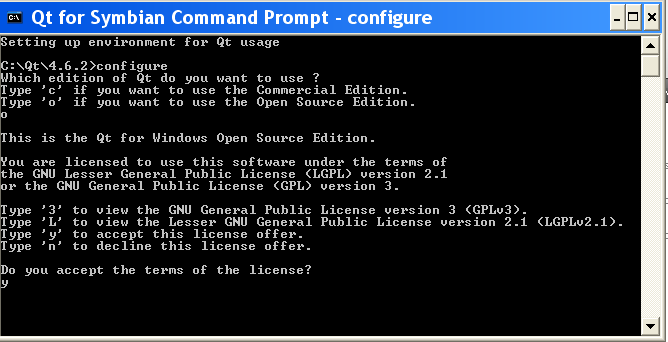 Qt for Symbian Command Prompt - configure
Setting up environment for Qt usage
C:\Qt\4.6.2>configure
Which edition of Qt do you want to use ?
Type 'c' if you want to use the Commercial Edition.
Type 'o' if you want to use the Open Source Edition.
o
This is the Qt for Windows Open Source Edition.
You are licensed to use this software under the terms of
the GNU Lesser General Public License (LGPL) version 2.1
or the GNU General Public License (GPL) version 3.
Type '3' to view the GNU General Public License version 3 (GPLv3).
Type 'L' to view the Lesser GNU General Public License version 2.1 (LGPLv2.1).
Type 'y' to accept this license offer.
Type 'n' to decline this license offer.
Do you accept the terms of the license?
y